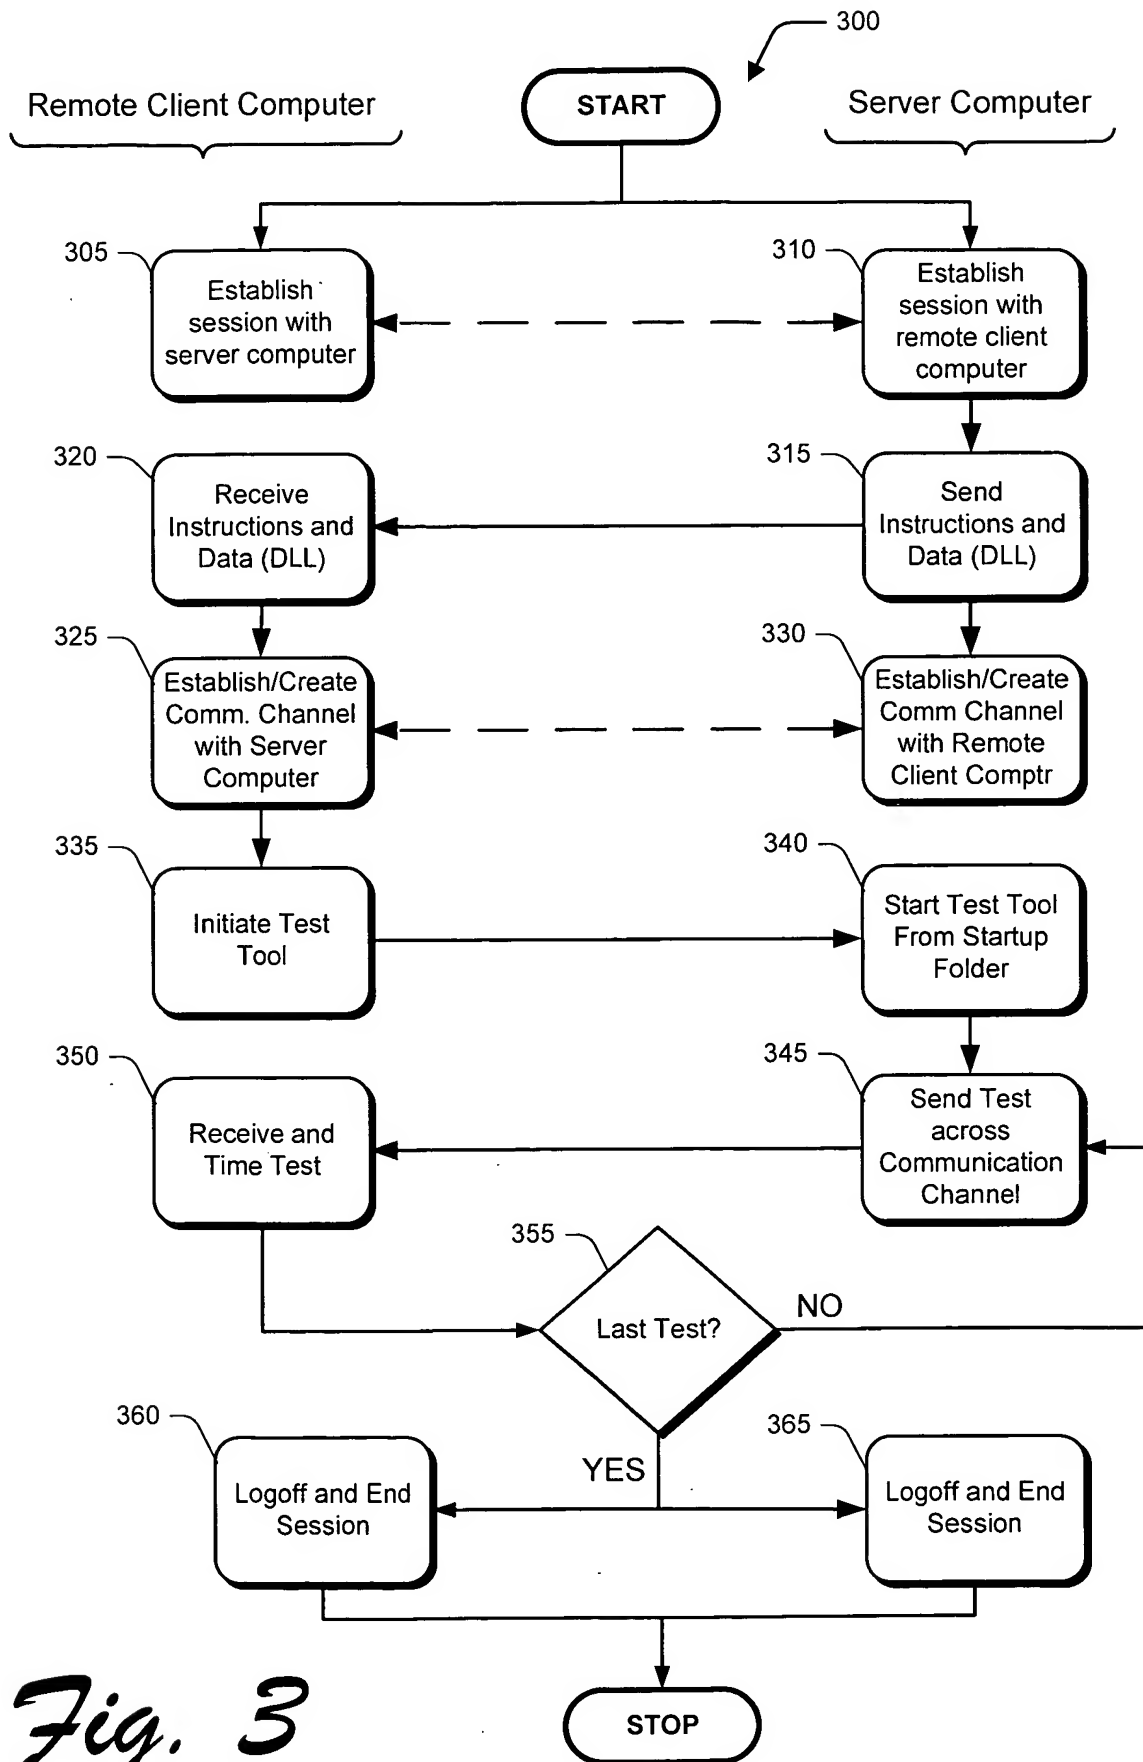 300
START
Remote Client Computer
Server Computer
305
Establish
session with
server computer
310
Establish
session with
remote client
computer
320
Receive
Instructions and
Data (DLL)
315
Send
Instructions and
Data (DLL)
325
Establish/Create
Comm. Channel
with Server
Computer
330
Establish/Create
Comm Channel
with Remote
Client Comptr
335
Initiate Test
Tool
340
Start Test Tool
From Startup
Folder
350
Receive and
Time Test
345
Send Test
across
Communication
Channel
355
Last Test?
NO
YES
360
Logoff and End
Session
365
Logoff and End
Session
STOP
Fig. 3